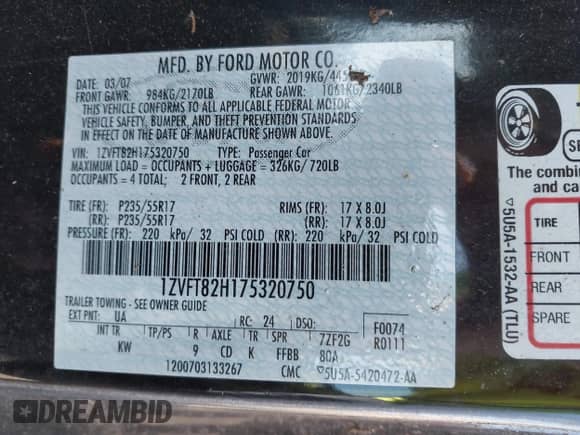 MFD. BY FORD MOTOR CO.
DATE: 03/07 GVWR: 2019KG/445
FRONT GAWR: 984KG/2170LB REAR GAWR: 1061KG/2340LB
THIS VEHICLE CONFORMS TO ALL APPLICABLE FEDERAL MOTOR
VEHICLE SAFETY, BUMPER, AND THEFT PREVENTION STANDARDS
IN EFFECT ON THE DATE OF MANUFACTURE SHOWN ABOVE.
VIN: 1ZVFT82H175320750 TYPE: Passenger Car
MAXIMUM LOAD = OCCUPANTS + LUGGAGE = 326KG/ 720LB
OCCUPANTS = 4 TOTAL; 2 FRONT, 2 REAR
TIRE (FR): P235/55R17 RIMS (FR): 17 X 8.0J
(RR): P235/55R17 (RR): 17 X 8.0J
PRESSURE (FR): 220 kPa/ 32 PSI COLD (RR): 220 kPa/ 32 PSI COLD
1ZVFT82H175320750
TRAILER TOWING - SEE OWNER GUIDE
EXT PNT: UA RC: 24 DSO: F0074
INT TR TP/PS R AXLE TR SPR 7ZF2G R0111
KW 9 CD K FFBB 80A
1200703133267 CMC ▽5U5A-5420472-AA
SE
The combin
and ca
TIRE
FRONT
REAR
SPARE
▽5U5A-1532-AA (TLU)
DREAMBID